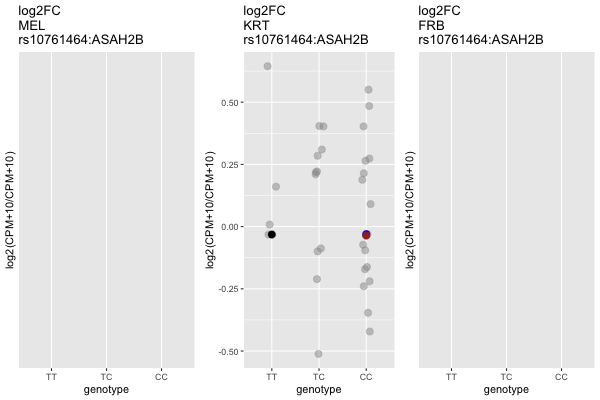 log2FC
MEL
rs10761464:ASAH2B
log2(CPM+10/CPM+10)
TT TC CC
genotype
log2FC
KRT
rs10761464:ASAH2B
log2(CPM+10/CPM+10)
0.50
0.25
0.00
-0.25
-0.50
TT TC CC
genotype
log2FC
FRB
rs10761464:ASAH2B
log2(CPM+10/CPM+10)
TT TC CC
genotype